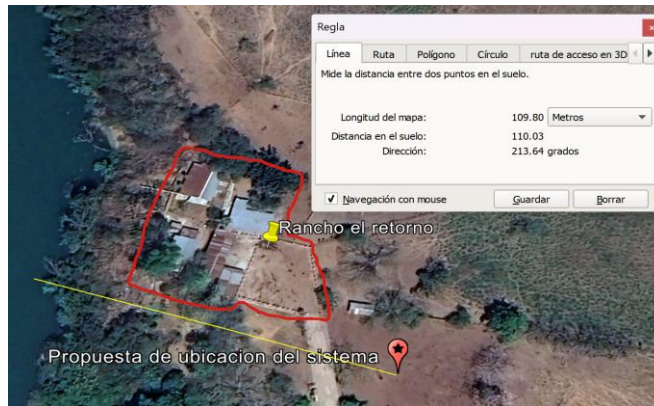 Regla
Línea Ruta Polígono Círculo ruta de acceso en 3D
Mide la distancia entre dos puntos en el suelo.
Longitud del mapa: 109.80 Metros
Distancia en el suelo: 110.03
Dirección: 213.64 grados
Navegación con mouse Guardar Borrar
Rancho el retorno
Propuesta de ubicacion del sistema